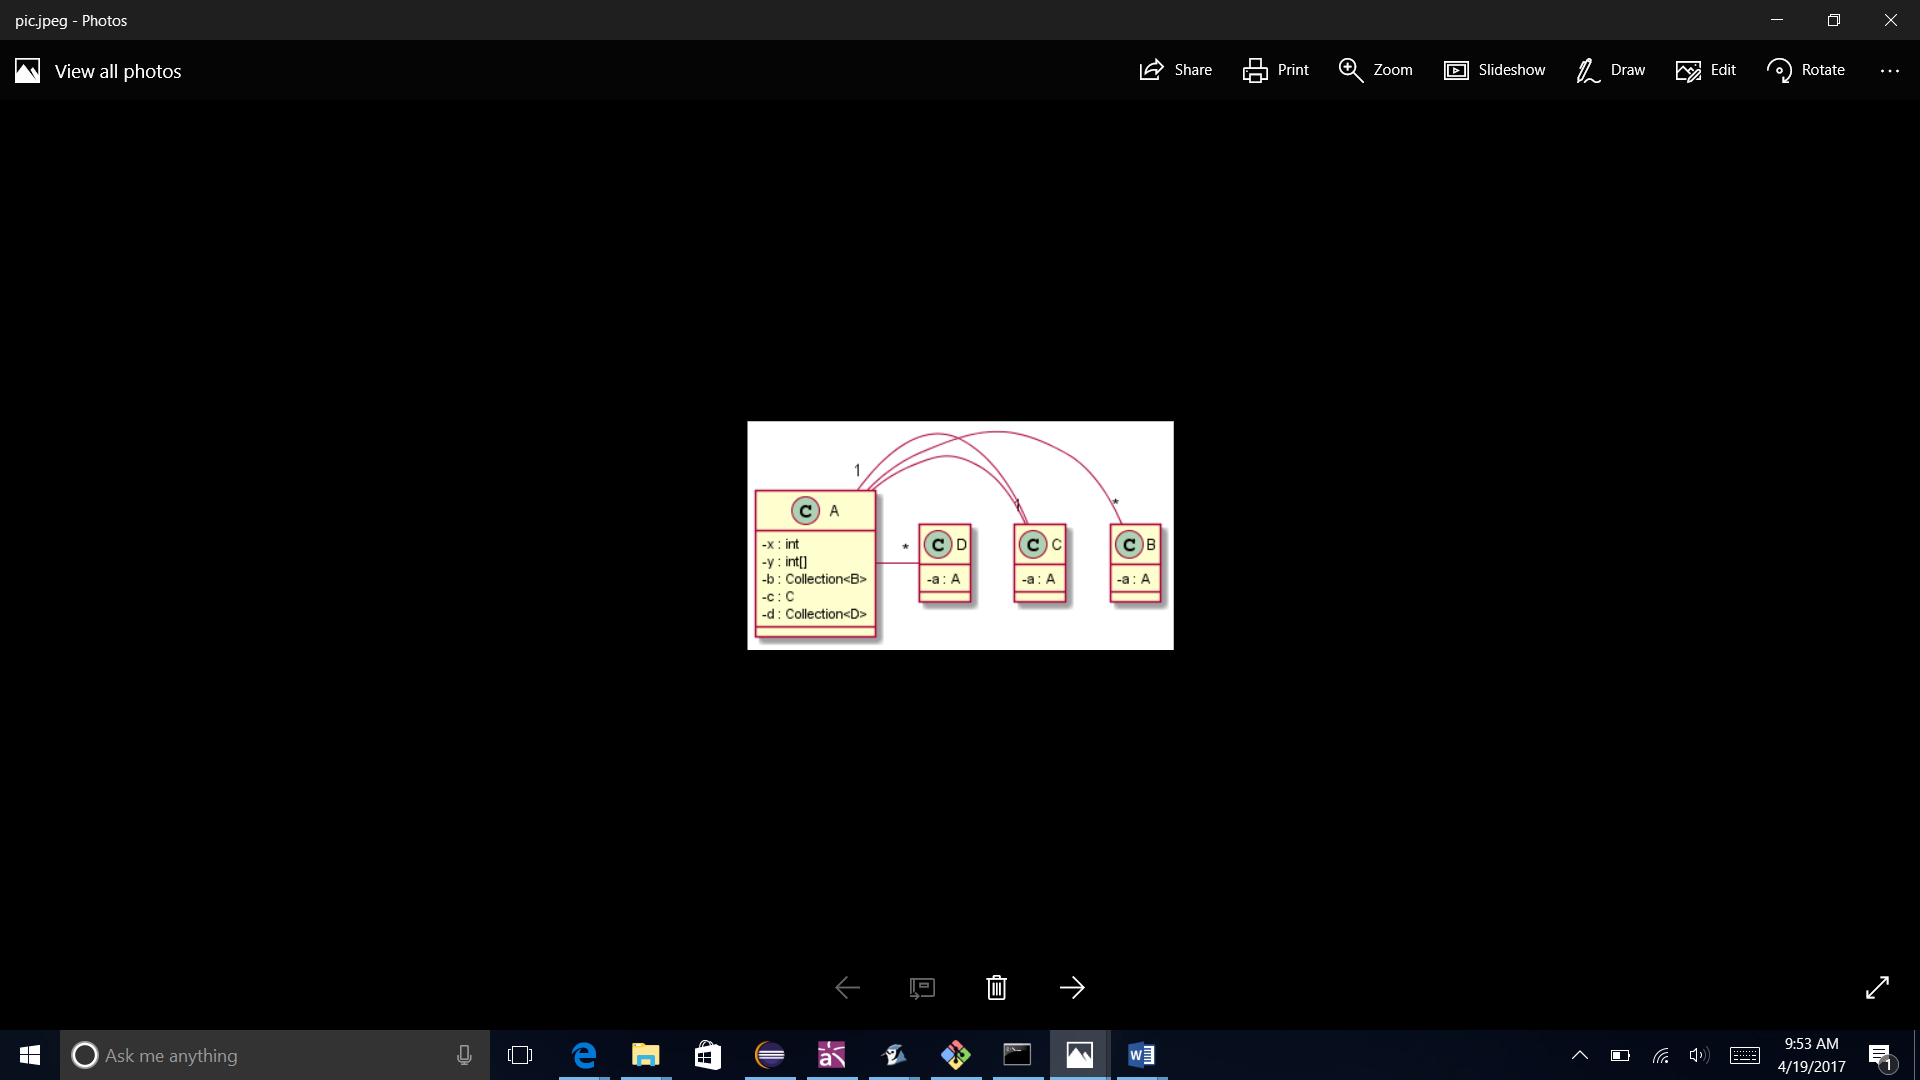 pic.jpeg - Photos
View all photos
Share
Print
Zoom
Slideshow
Draw
Edit
Rotate
1
C A
-x : int
-y : int[]
-b : Collection<B>
-c : C
-d : Collection<D>
*
C D
-a : A
1
C C
-a : A
*
C B
-a : A
Ask me anything
9:53 AM
4/19/2017
1